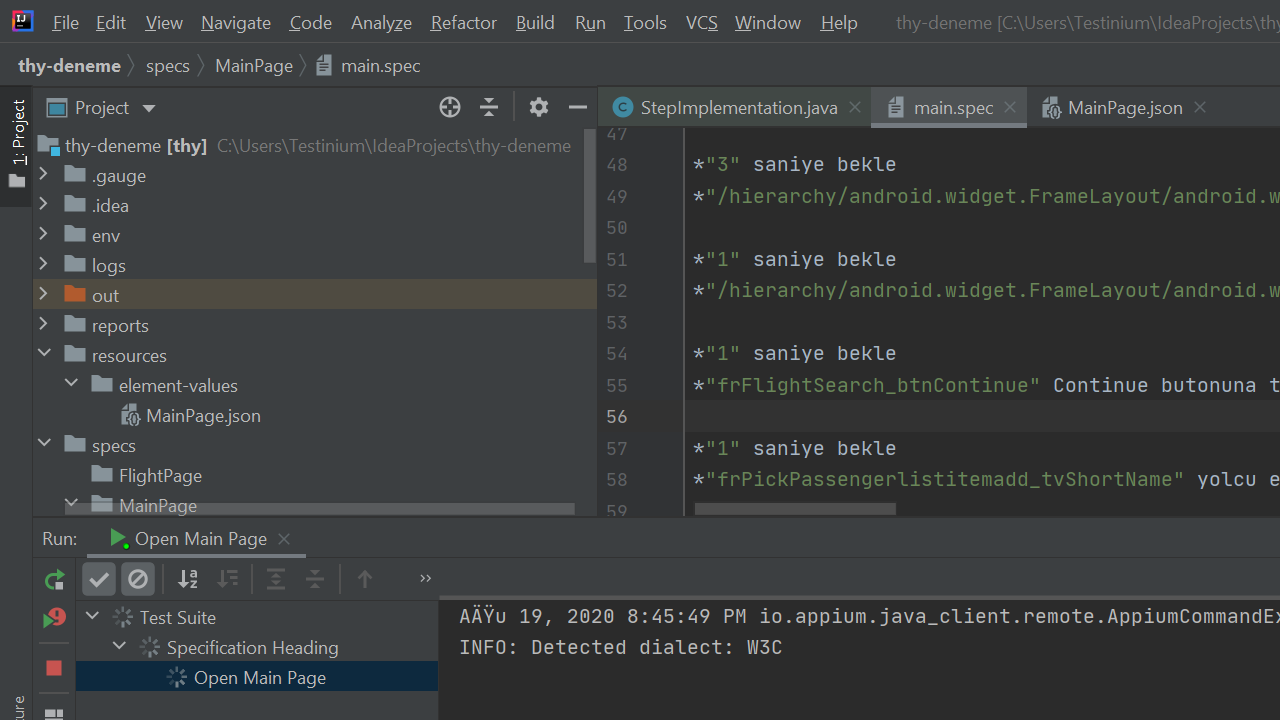 IJ File Edit View Navigate Code Analyze Refactor Build Run Tools VCS Window Help thy-deneme [C:\Users\Testinium\IdeaProjects\thy
thy-deneme specs MainPage main.spec
1: Project
Project
StepImplementation.java main.spec MainPage.json
thy-deneme [thy] C:\Users\Testinium\IdeaProjects\thy-deneme
.gauge
.idea
env
logs
out
reports
resources
element-values
MainPage.json
specs
FlightPage
MainPage
47
48 *"3" saniye bekle
49 *"/hierarchy/android.widget.FrameLayout/android.w
50
51 *"1" saniye bekle
52 *"/hierarchy/android.widget.FrameLayout/android.w
53
54 *"1" saniye bekle
55 *"frFlightSearch_btnContinue" Continue butonuna t
56
57 *"1" saniye bekle
58 *"frPickPassengerlistitemadd_tvShortName" yolcu e
59
Run: Open Main Page
Test Suite
Specification Heading
Open Main Page
AÄŸu 19, 2020 8:45:49 PM io.appium.java_client.remote.AppiumCommandEx
INFO: Detected dialect: W3C